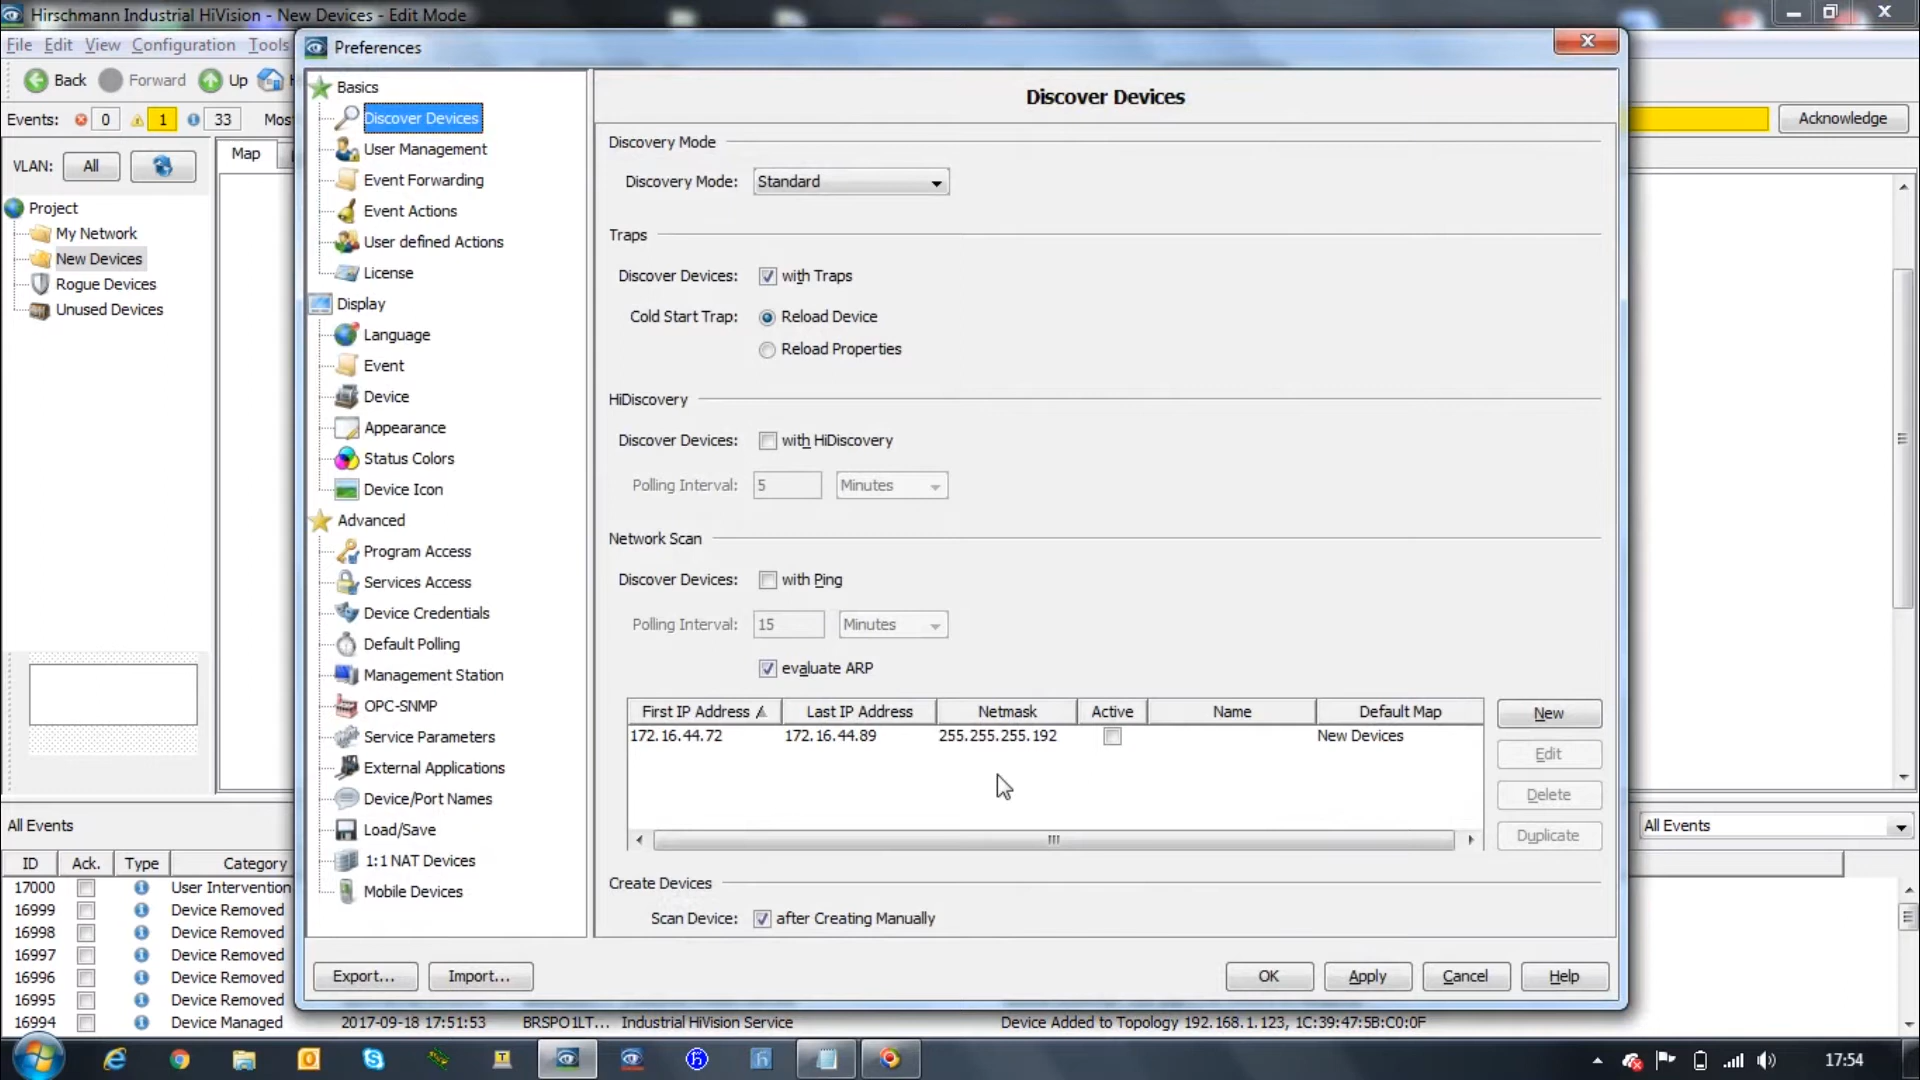 Hirschmann Industrial HiVision - New Devices - Edit Mode
File Edit View Configuration Tools
Back Forward Up
Events: 0 1 33
Acknowledge
VLAN: All
Map
Project
My Network
New Devices
Rogue Devices
Unused Devices
Preferences
Basics
Discover Devices
User Management
Event Forwarding
Event Actions
User defined Actions
License
Display
Language
Event
Device
Appearance
Status Colors
Device Icon
Advanced
Program Access
Services Access
Device Credentials
Default Polling
Management Station
OPC-SNMP
Service Parameters
External Applications
Device/Port Names
Load/Save
1:1 NAT Devices
Mobile Devices
Discover Devices
Discovery Mode
Discovery Mode: Standard
Traps
Discover Devices: with Traps
Cold Start Trap: Reload Device
Reload Properties
HiDiscovery
Discover Devices: with HiDiscovery
Polling Interval: 5 Minutes
Network Scan
Discover Devices: with Ping
Polling Interval: 15 Minutes
evaluate ARP
First IP Address Last IP Address Netmask Active Name Default Map
172.16.44.72 172.16.44.89 255.255.255.192 New Devices
New
Edit
Delete
Duplicate
Create Devices
Scan Device: after Creating Manually
Export... Import... OK Apply Cancel Help
All Events
All Events
ID Ack. Type Category
17000 User Intervention
16999 Device Removed
16998 Device Removed
16997 Device Removed
16996 Device Removed
16995 Device Removed
16994 Device Managed 2017-09-18 17:51:53 BRSPO1LT... Industrial HiVision Service Device Added to Topology 192.168.1.123, 1C:39:47:5B:C0:0F
17:54